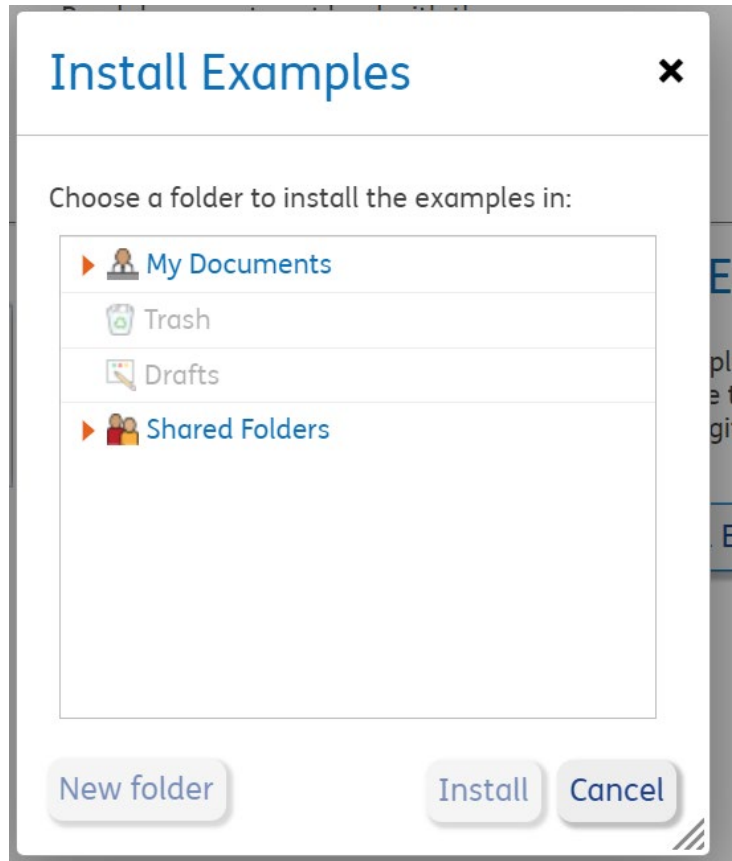 Install Examples
Choose a folder to install the examples in:
My Documents
Trash
Drafts
Shared Folders
New folder Install Cancel